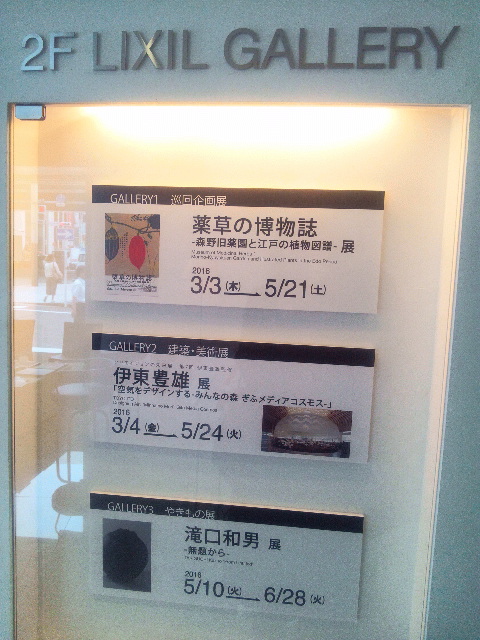 2F LIXIL GALLERY
GALLERY1 巡回企画展
薬草の博物誌
-森野旧薬園と江戸の植物図譜- 展
2016
3/3(木) 5/21(土)
GALLERY2 建築・美術展
伊東豊雄 展
「空気をデザインする-みんなの森 ぎふメディアコスモス-」
2016
3/4(金) 5/24(火)
GALLERY3 やきもの展
滝口和男 展
-無題から-
2016
5/10(火) 6/28(火)